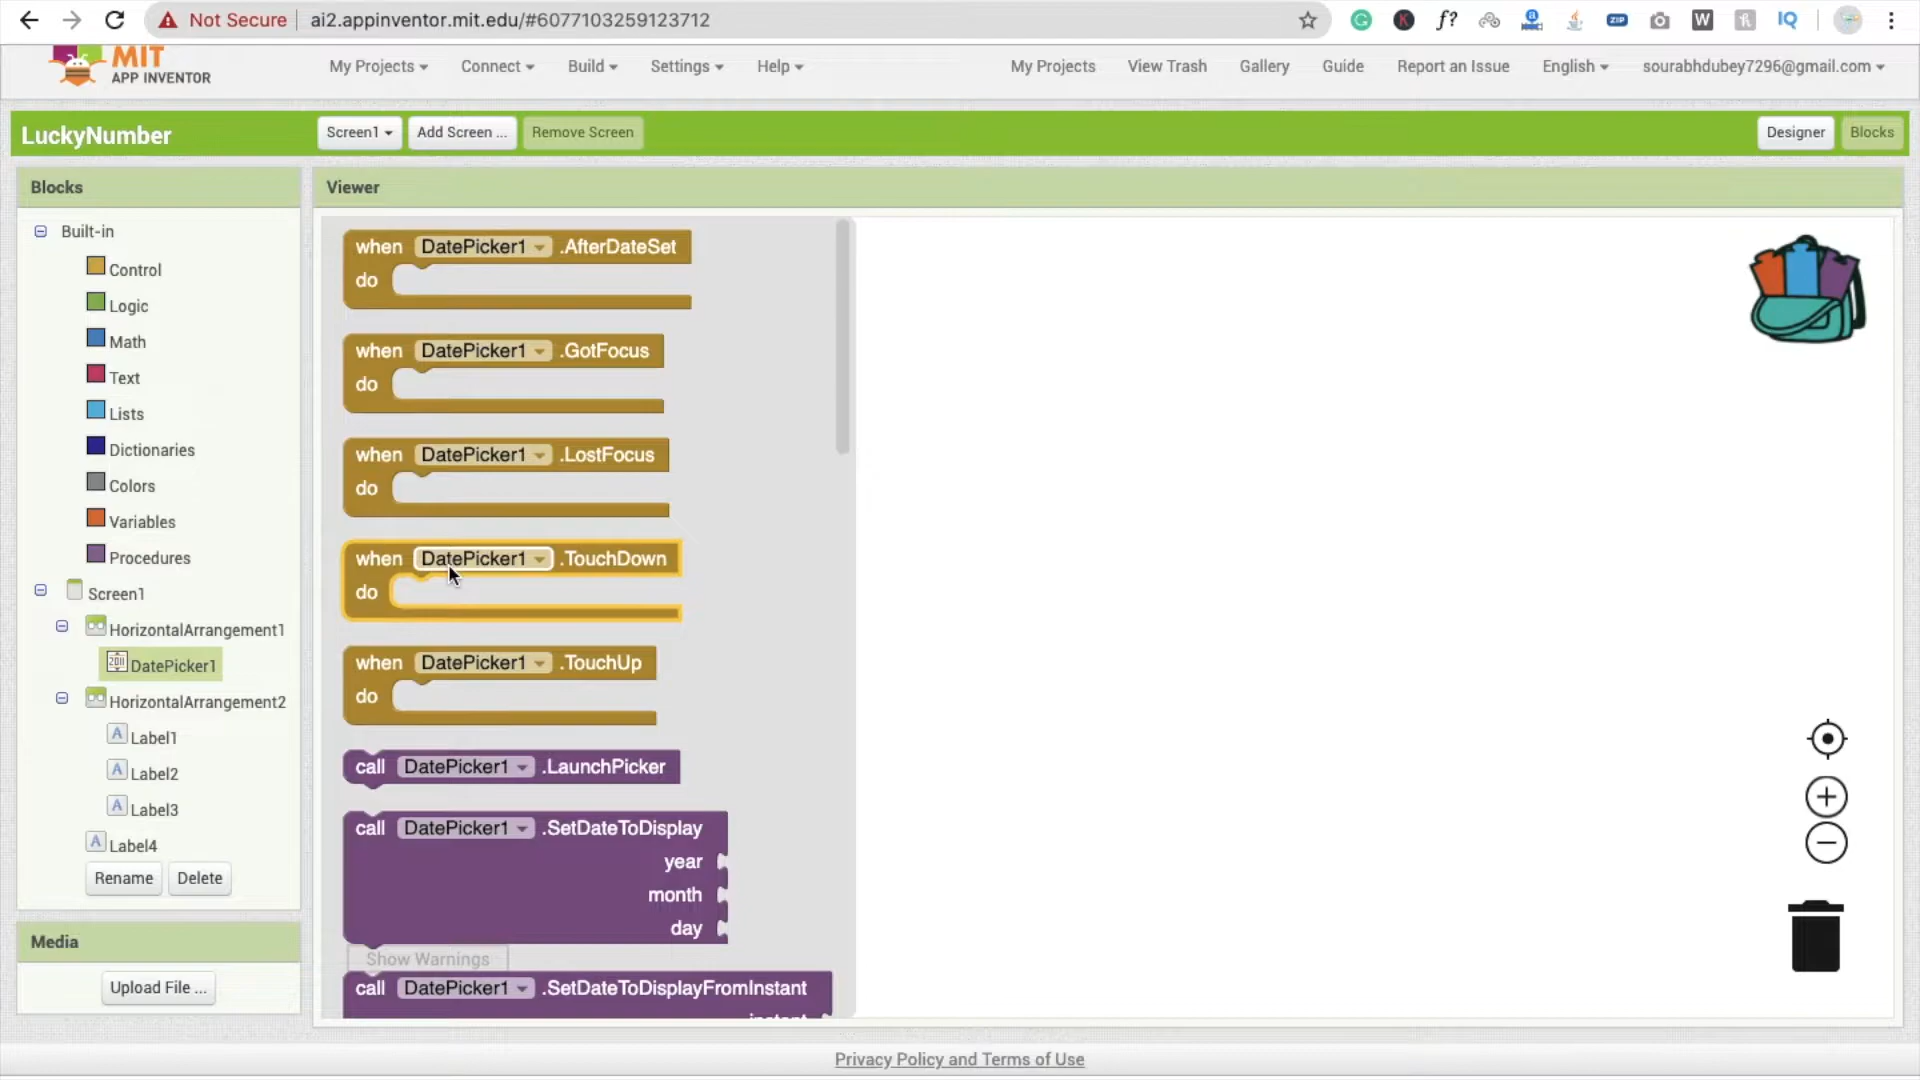 Not Secure
ai2.appinventor.mit.edu/#6077103259123712
MIT
APP INVENTOR
My Projects
Connect
Build
Settings
Help
My Projects
View Trash
Gallery
Guide
Report an Issue
English
sourabhdubey7296@gmail.com
LuckyNumber
Screen1
Add Screen ...
Remove Screen
Designer
Blocks
Blocks
Viewer
Built-in
Control
Logic
Math
Text
Lists
Dictionaries
Colors
Variables
Procedures
Screen1
HorizontalArrangement1
DatePicker1
HorizontalArrangement2
A Label1
A Label2
A Label3
A Label4
Rename
Delete
Media
Upload File ...
when DatePicker1 .AfterDateSet
do
when DatePicker1 .GotFocus
do
when DatePicker1 .LostFocus
do
when DatePicker1 .TouchDown
do
when DatePicker1 .TouchUp
do
call DatePicker1 .LaunchPicker
call DatePicker1 .SetDateToDisplay
year
month
day
Show Warnings
call DatePicker1 .SetDateToDisplayFromInstant
instant
Privacy Policy and Terms of Use